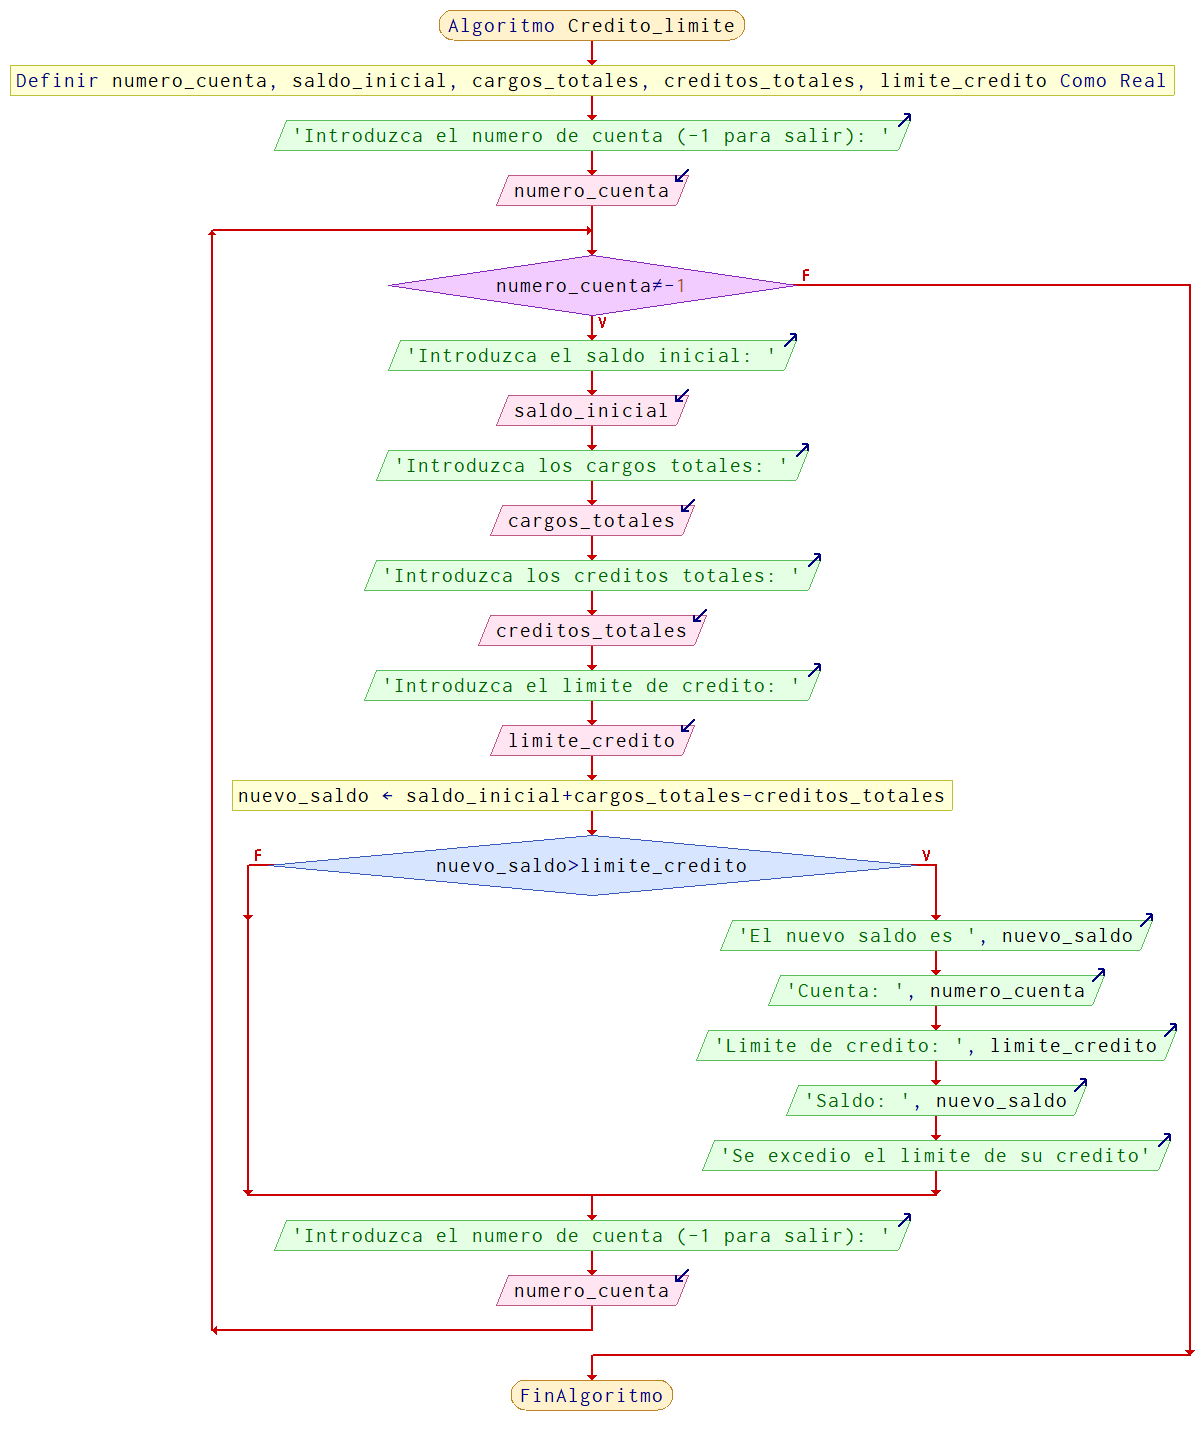 Algoritmo Credito_limite
Definir numero_cuenta, saldo_inicial, cargos_totales, creditos_totales, limite_credito Como Real
'Introduzca el numero de cuenta (-1 para salir): '
numero_cuenta
numero_cuenta≠-1
F
V
'Introduzca el saldo inicial: '
saldo_inicial
'Introduzca los cargos totales: '
cargos_totales
'Introduzca los creditos totales: '
creditos_totales
'Introduzca el limite de credito: '
limite_credito
nuevo_saldo ← saldo_inicial+cargos_totales-creditos_totales
F
nuevo_saldo>limite_credito
V
'El nuevo saldo es ', nuevo_saldo
'Cuenta: ', numero_cuenta
'Limite de credito: ', limite_credito
'Saldo: ', nuevo_saldo
'Se excedio el limite de su credito'
'Introduzca el numero de cuenta (-1 para salir): '
numero_cuenta
FinAlgoritmo